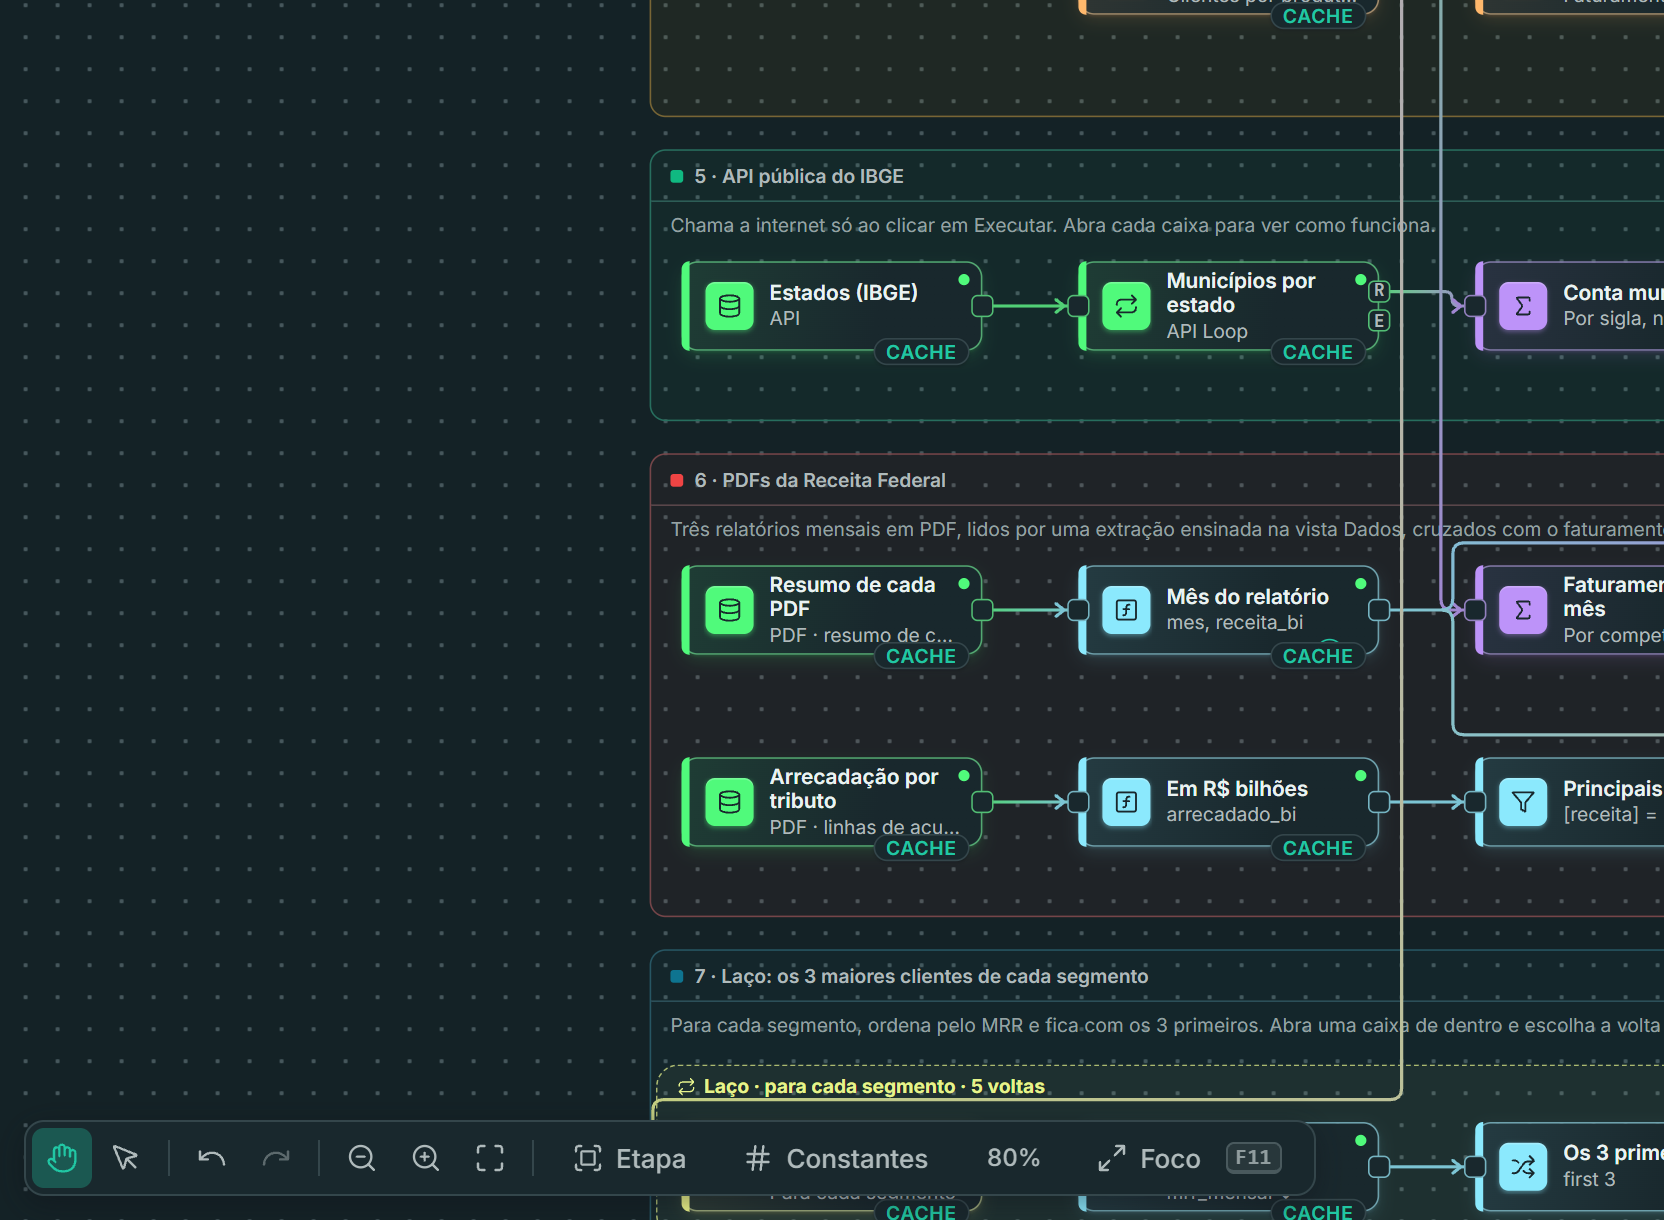 CACHE
5 · API pública do IBGE
Chama a internet só ao clicar em Executar. Abra cada caixa para ver como funciona.
Estados (IBGE)
API
CACHE
Municípios por
estado
API Loop
R
E
CACHE
Conta mu
Por sigla, n
6 · PDFs da Receita Federal
Três relatórios mensais em PDF, lidos por uma extração ensinada na vista Dados, cruzados com o faturament
Resumo de cada
PDF
PDF · resumo de c...
CACHE
Mês do relatório
mes, receita_bi
CACHE
Faturamen
mês
Por compet
Arrecadação por
tributo
PDF · linhas de acu...
CACHE
Em R$ bilhões
arrecadado_bi
CACHE
Principais
[receita] =
7 · Laço: os 3 maiores clientes de cada segmento
Para cada segmento, ordena pelo MRR e fica com os 3 primeiros. Abra uma caixa de dentro e escolha a volta
Laço · para cada segmento · 5 voltas
Os 3 prime
first 3
Etapa
Constantes
80%
Foco
F11
CACHE
CACHE